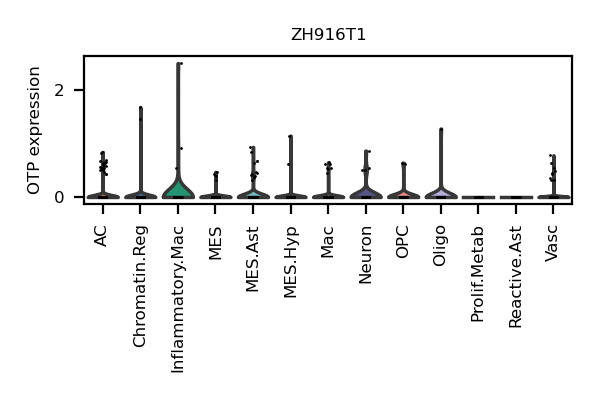 ZH916T1
OTP expression
2
0
AC
Chromatin.Reg
Inflammatory.Mac
MES
MES.Ast
MES.Hyp
Mac
Neuron
OPC
Oligo
Prolif.Metab
Reactive.Ast
Vasc